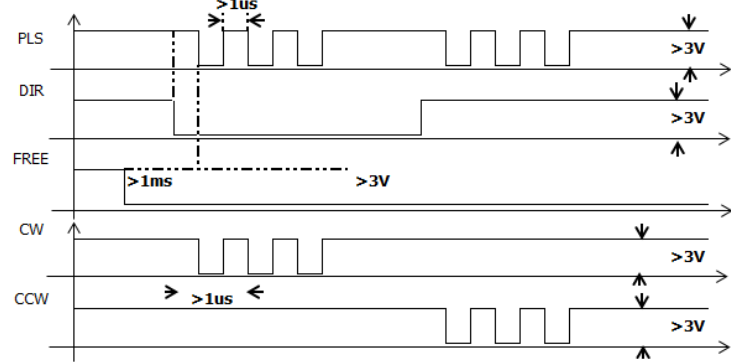 >1us
PLS
>3V
DIR
>3V
FREE
>1ms >3V
CW
>3V
>1us
CCW
>3V